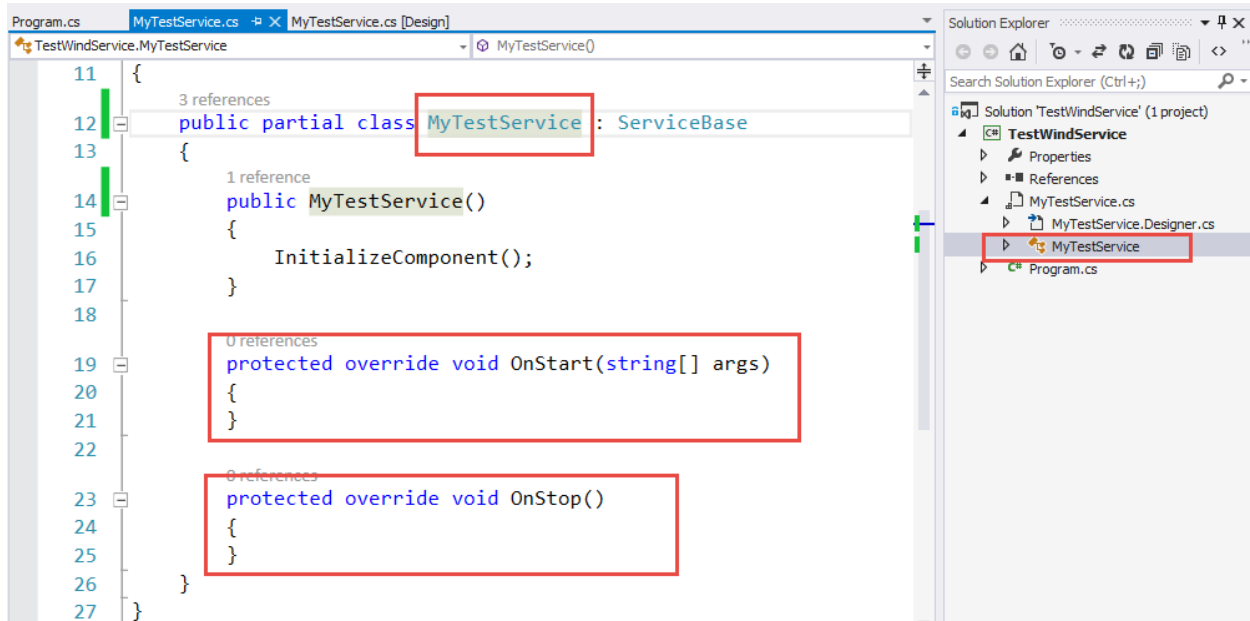 Program.cs
MyTestService.cs
MyTestService.cs [Design]
TestWindService.MyTestService
MyTestService()
11 {
3 references
12 public partial class MyTestService : ServiceBase
13 {
1 reference
14 public MyTestService()
15 {
16 InitializeComponent();
17 }
18
0 references
19 protected override void OnStart(string[] args)
20 {
21 }
22
0 references
23 protected override void OnStop()
24 {
25 }
26 }
27 }
Solution Explorer
Search Solution Explorer (Ctrl+;)
Solution 'TestWindService' (1 project)
C# TestWindService
Properties
References
MyTestService.cs
MyTestService.Designer.cs
MyTestService
C# Program.cs